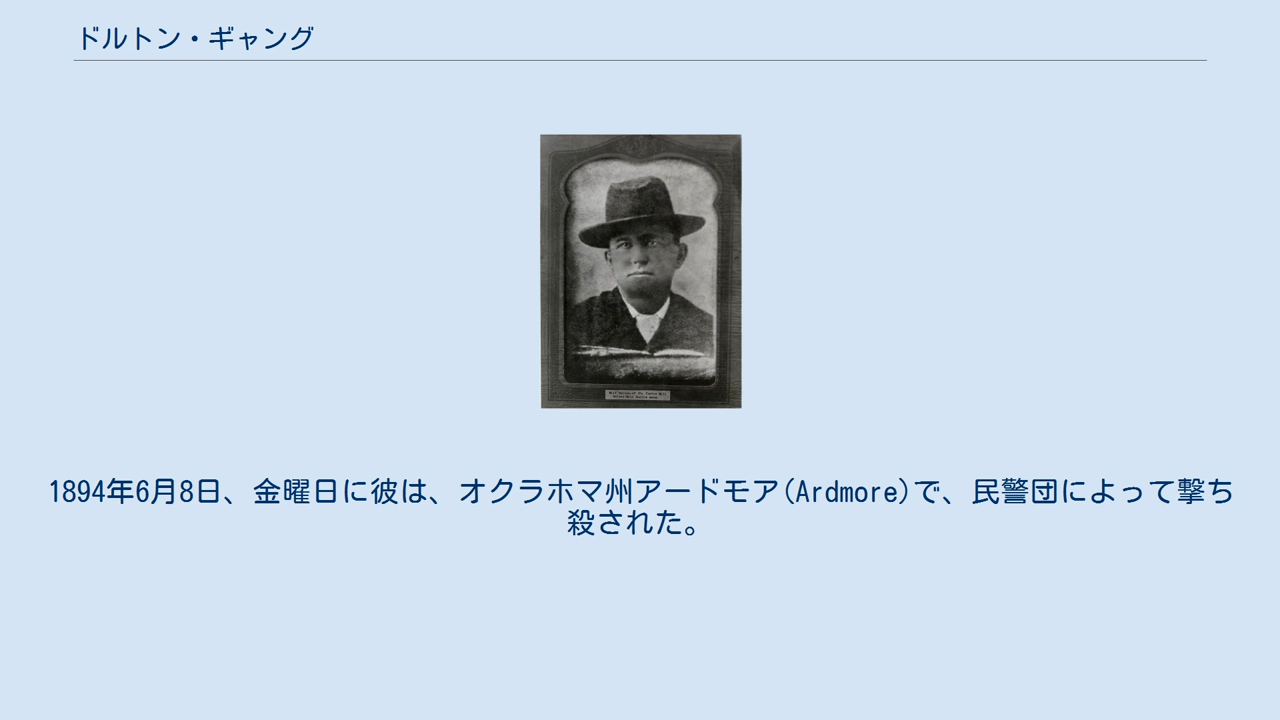 ドルトン・ギャング
1894年6月8日、金曜日に彼は、オクラホマ州アードモア(Ardmore)で、民警団によって撃ち
殺された。